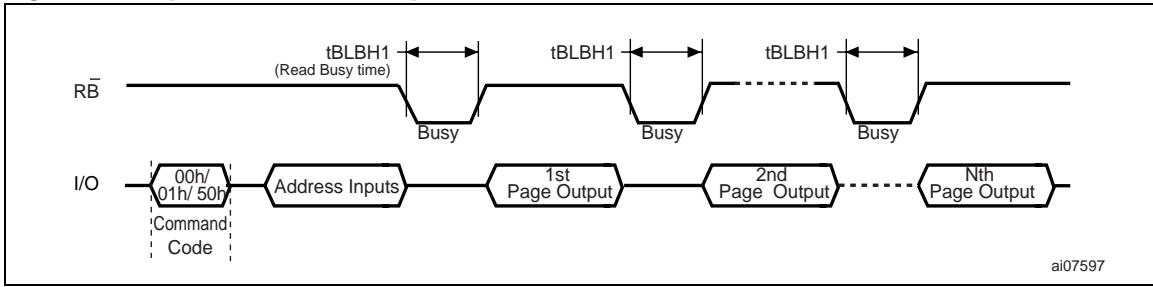 tBLBH1
(Read Busy time)
tBLBH1
tBLBH1
RB̅
Busy
Busy
Busy
I/O
00h/
01h/ 50h
Address Inputs
1st
Page Output
2nd
Page Output
Nth
Page Output
Command
Code
ai07597